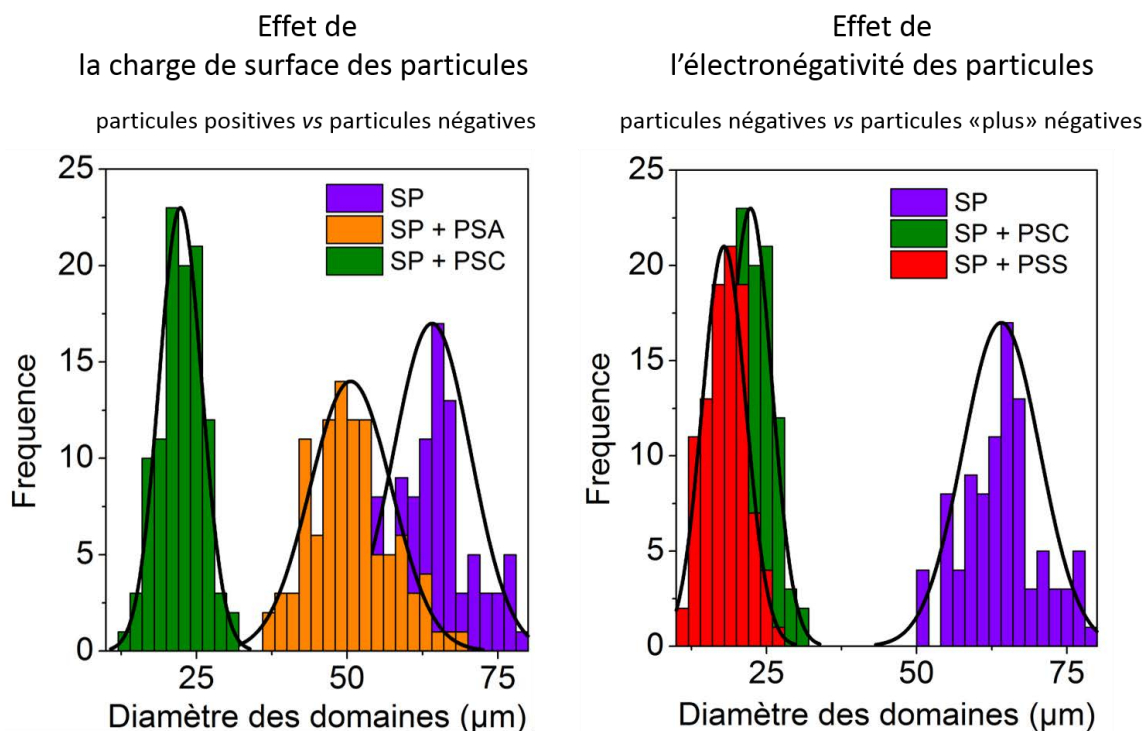 Effet de
la charge de surface des particules
particules positives vs particules négatives
25
20
15
10
5
0
Frequence
SP
SP + PSA
SP + PSC
25
50
75
Diamètre des domaines (µm)
Effet de
l'électronégativité des particules
particules négatives vs particules «plus» négatives
25
20
15
10
5
0
Frequence
SP
SP + PSC
SP + PSS
25
50
75
Diamètre des domaines (µm)